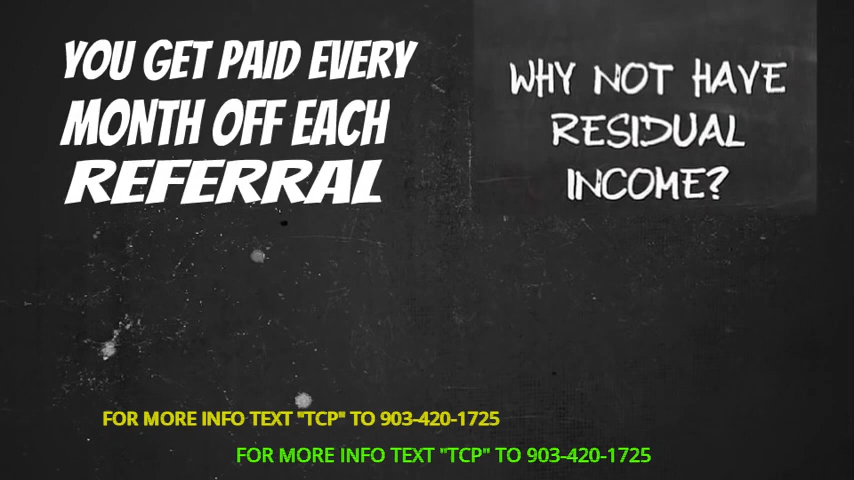 YOU GET PAID EVERY
MONTH OFF EACH
REFERRAL
WHY NOT HAVE
RESIDUAL
INCOME?
FOR MORE INFO TEXT "TCP" TO 903-420-1725
FOR MORE INFO TEXT "TCP" TO 903-420-1725